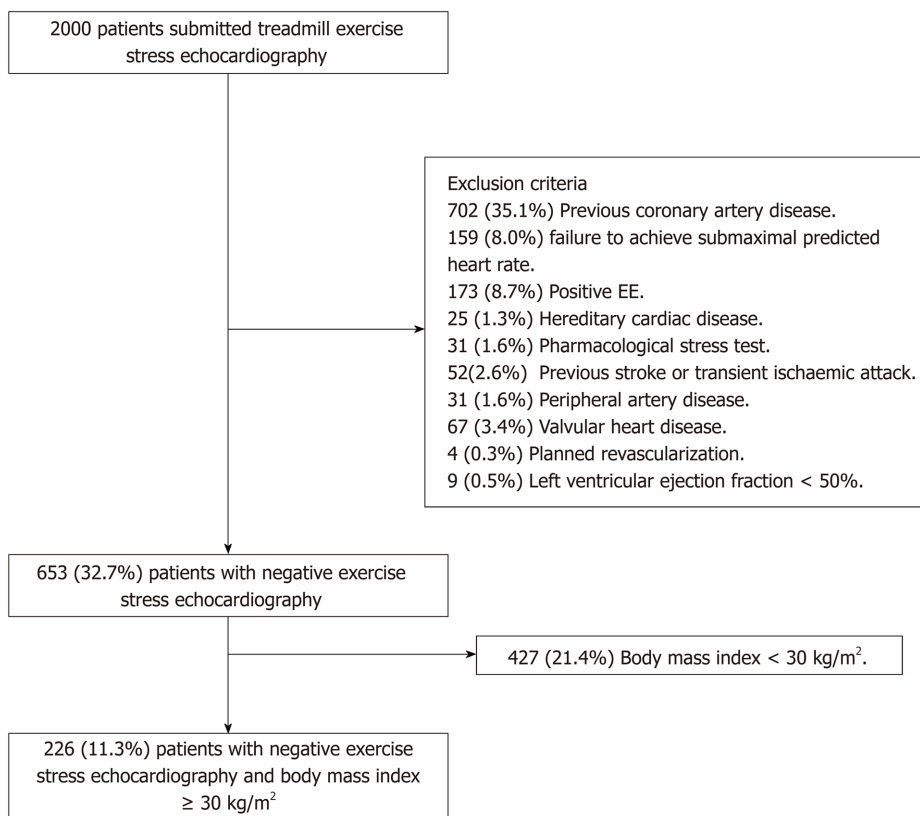 2000 patients submitted treadmill exercise
stress echocardiography
Exclusion criteria
702 (35.1%) Previous coronary artery disease.
159 (8.0%) failure to achieve submaximal predicted
heart rate.
173 (8.7%) Positive EE.
25 (1.3%) Hereditary cardiac disease.
31 (1.6%) Pharmacological stress test.
52(2.6%) Previous stroke or transient ischaemic attack.
31 (1.6%) Peripheral artery disease.
67 (3.4%) Valvular heart disease.
4 (0.3%) Planned revascularization.
9 (0.5%) Left ventricular ejection fraction < 50%.
653 (32.7%) patients with negative exercise
stress echocardiography
427 (21.4%) Body mass index < 30 kg/m².
226 (11.3%) patients with negative exercise
stress echocardiography and body mass index
≥ 30 kg/m²